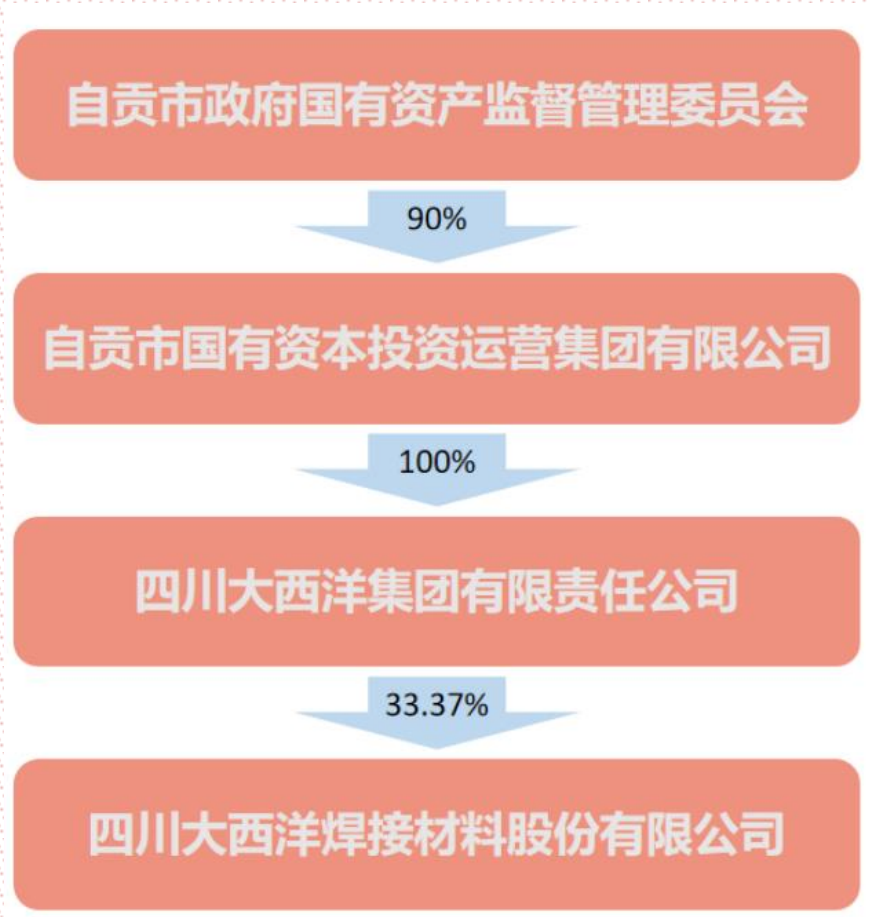 自贡市政府国有资产监督管理委员会
90%
自贡市国有资本投资运营集团有限公司
100%
四川大西洋集团有限责任公司
33.37%
四川大西洋焊接材料股份有限公司